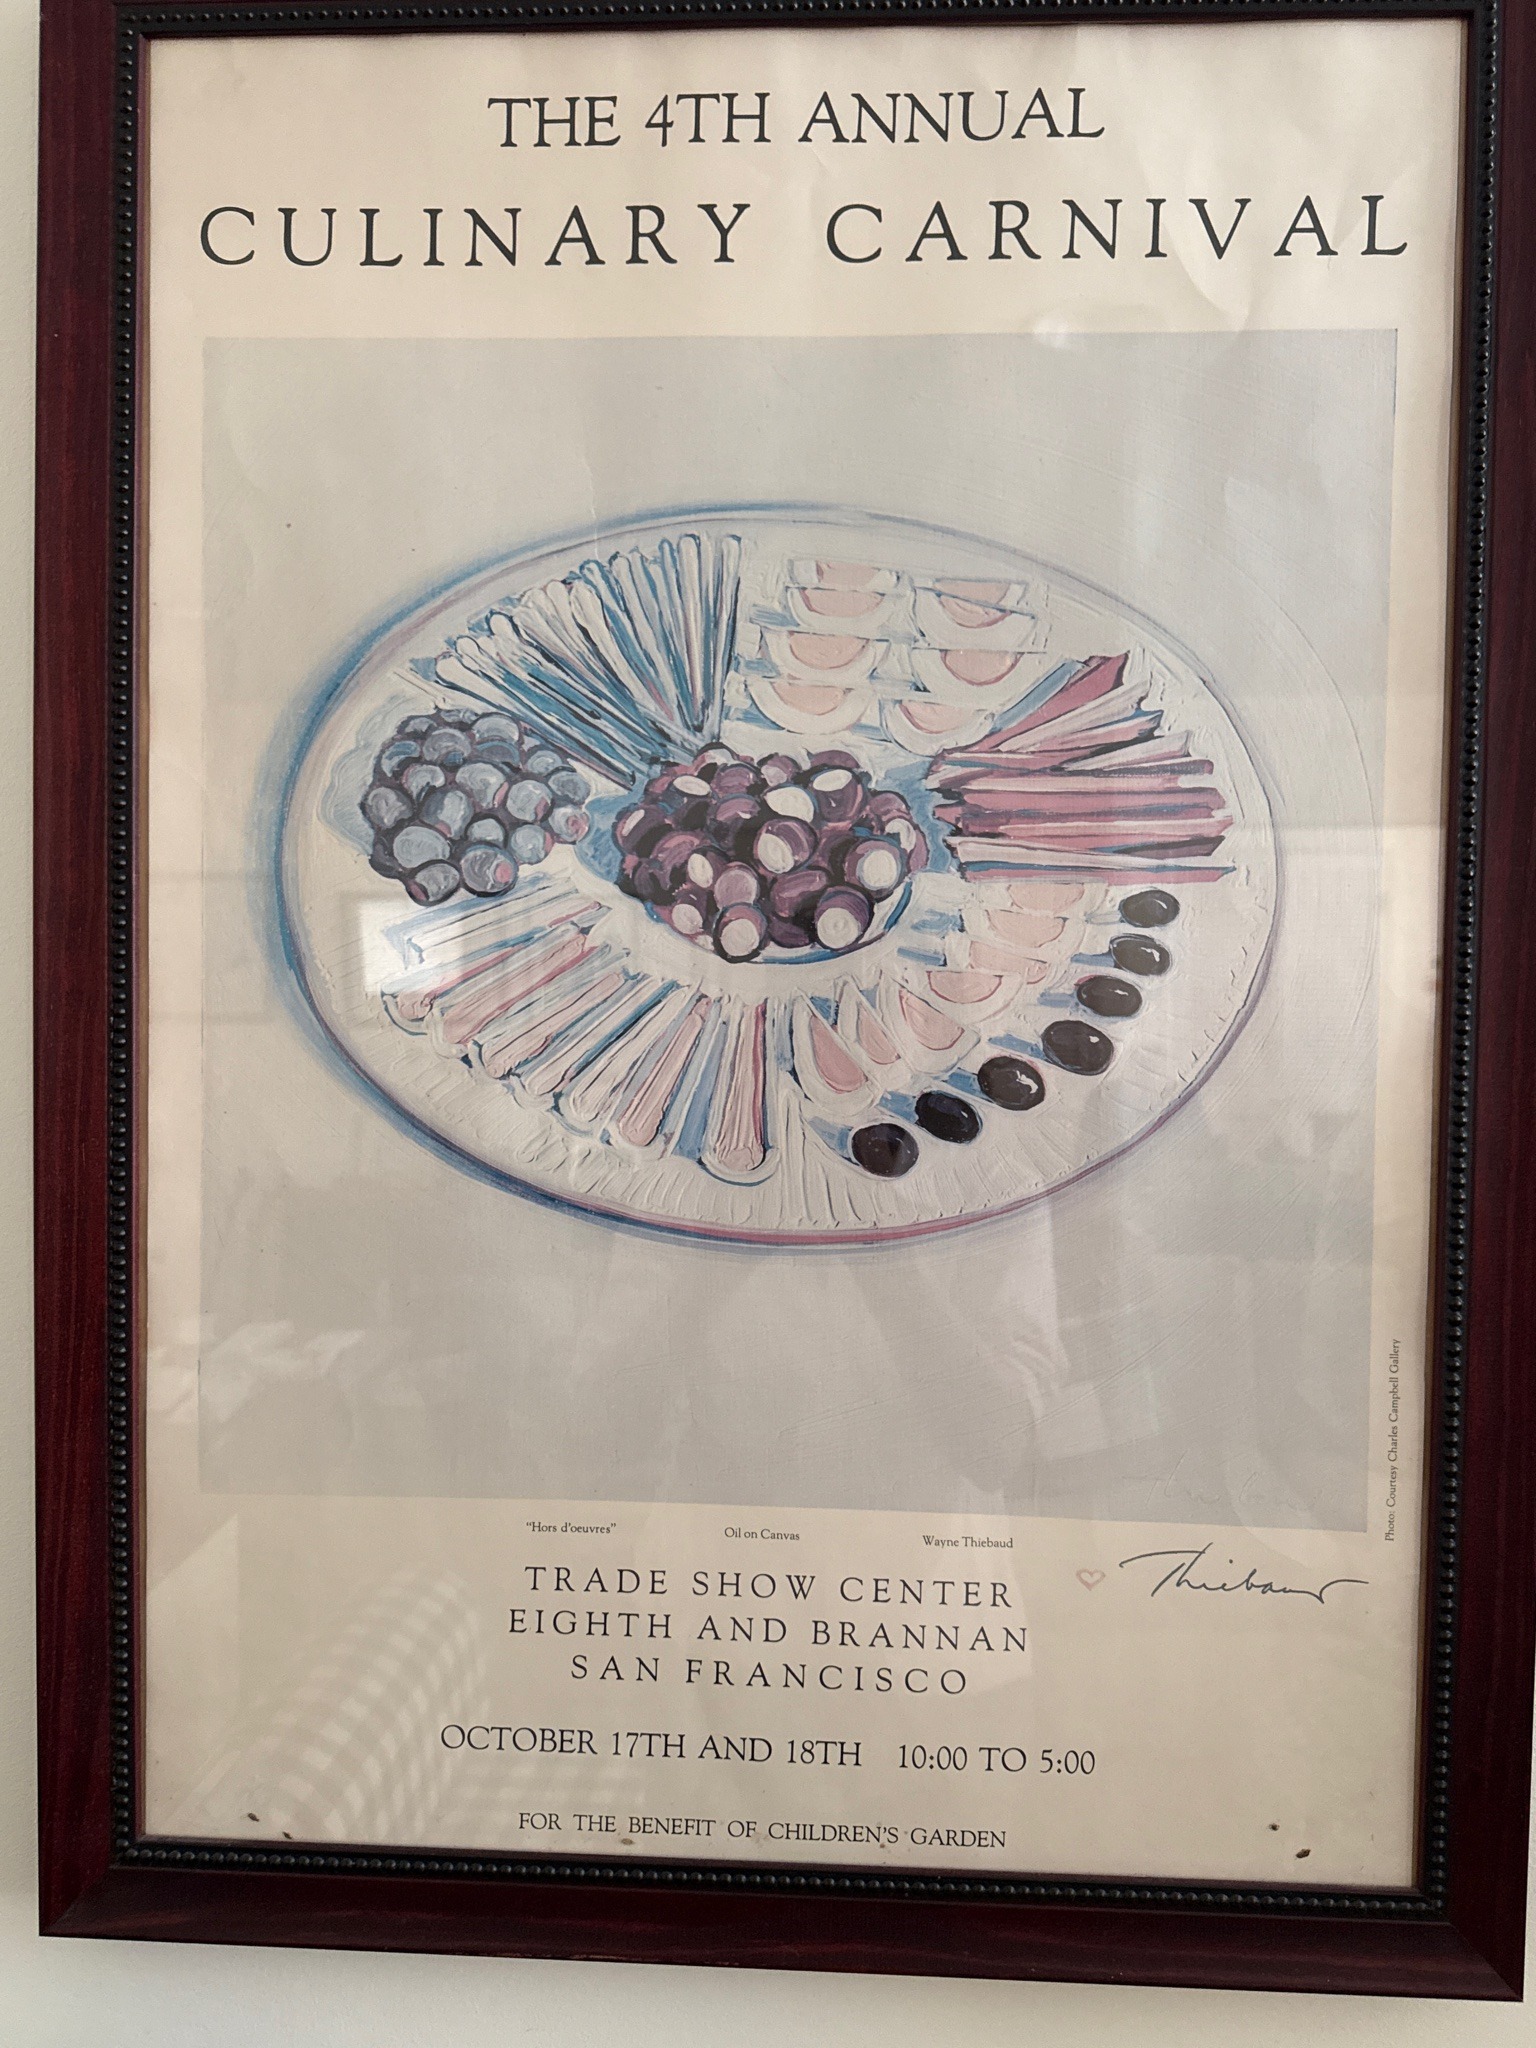 THE 4TH ANNUAL
CULINARY CARNIVAL
Photo: Courtesy Charles Campbell Gallery
"Hors d'oeuvres" Oil on Canvas Wayne Thiebaud
Thiebaud
TRADE SHOW CENTER
EIGHTH AND BRANNAN
SAN FRANCISCO
OCTOBER 17TH AND 18TH 10:00 TO 5:00
FOR THE BENEFIT OF CHILDREN'S GARDEN